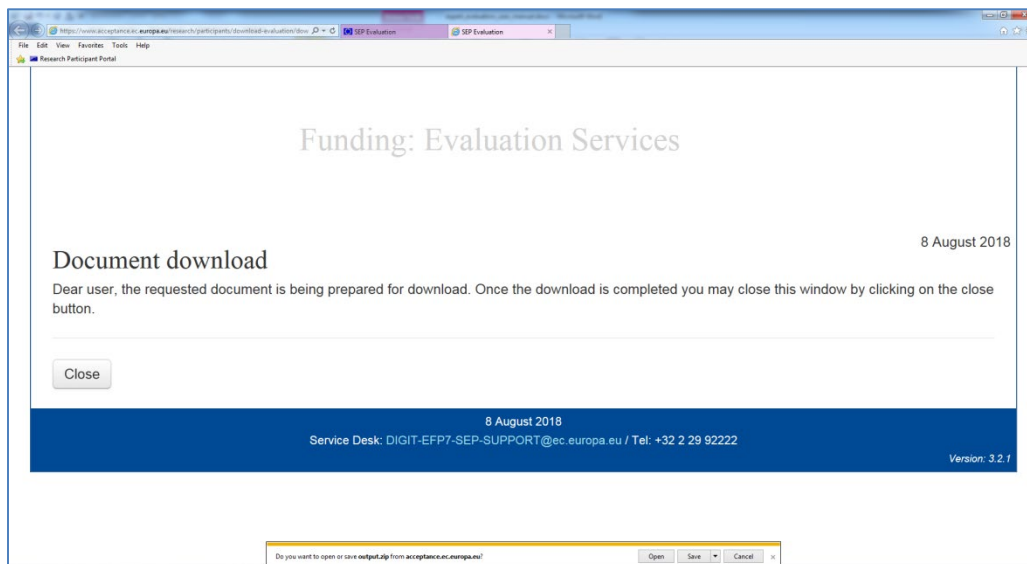 https://www.acceptance.ec.europa.eu/research/participants/download-evaluation/dow
SEP Evaluation
SEP Evaluation
File Edit View Favorites Tools Help
Research Participant Portal
Funding: Evaluation Services
8 August 2018
Document download
Dear user, the requested document is being prepared for download. Once the download is completed you may close this window by clicking on the close
button.
Close
8 August 2018
Service Desk: DIGIT-EFP7-SEP-SUPPORT@ec.europa.eu / Tel: +32 2 29 92222
Version: 3.2.1
Do you want to open or save output.zip from acceptance.ec.europa.eu? Open Save Cancel